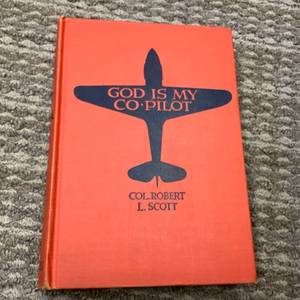 GOD IS MY
CO·PILOT
COL. ROBERT
L. SCOTT